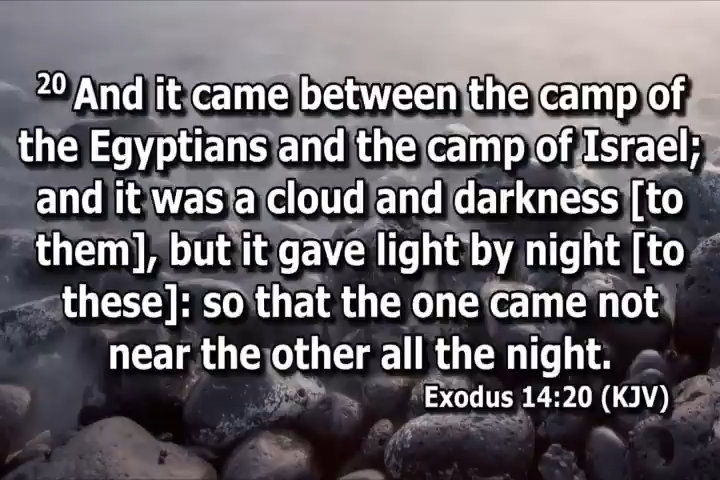 20 And it came between the camp of
the Egyptians and the camp of Israel;
and it was a cloud and darkness [to
them], but it gave light by night [to
these]: so that the one came not
near the other all the night.
Exodus 14:20 (KJV)